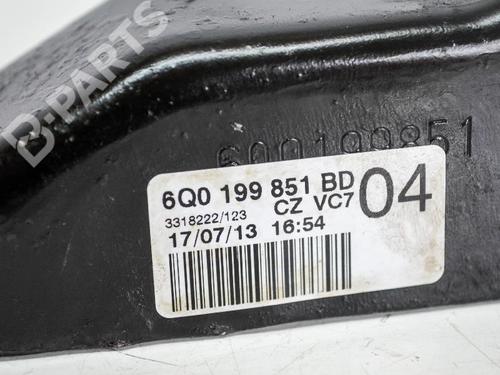 B-PARTS
6Q0199851
6Q0 199 851 BD
04
3318222/123
CZ VC7
17/07/13 16:54